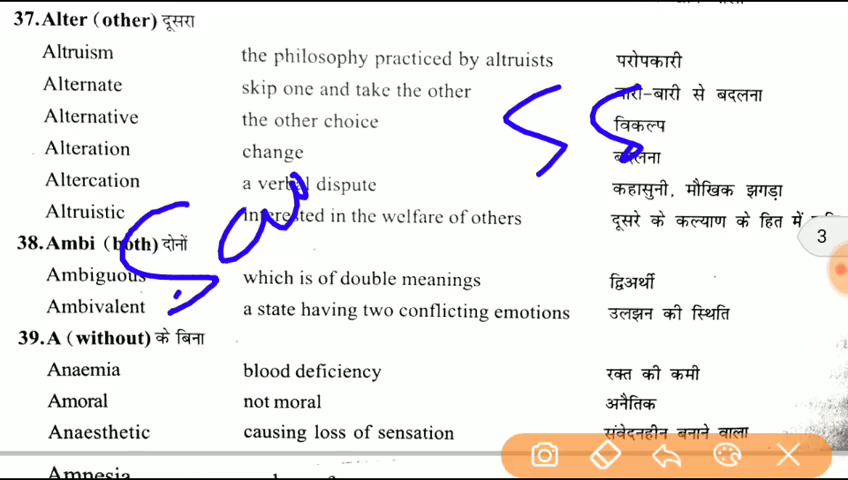 37. Alter (other) दूसरा
Altruism the philosophy practiced by altruists परोपकारी
Alternate skip one and take the other बारी-बारी से बदलना
Alternative the other choice विकल्प
Alteration change बदलना
Altercation a verbal dispute कहासुनी, मौखिक झगड़ा
Altruistic Interested in the welfare of others दूसरे के कल्याण के हित में
3
38. Ambi (both) दोनों
Ambiguous which is of double meanings द्विअर्थी
Ambivalent a state having two conflicting emotions उलझन की स्थिति
39. A (without) के बिना
Anaemia blood deficiency रक्त की कमी
Amoral not moral अनैतिक
Anaesthetic causing loss of sensation संवेदनहीन बनाने वाला
Amnesia